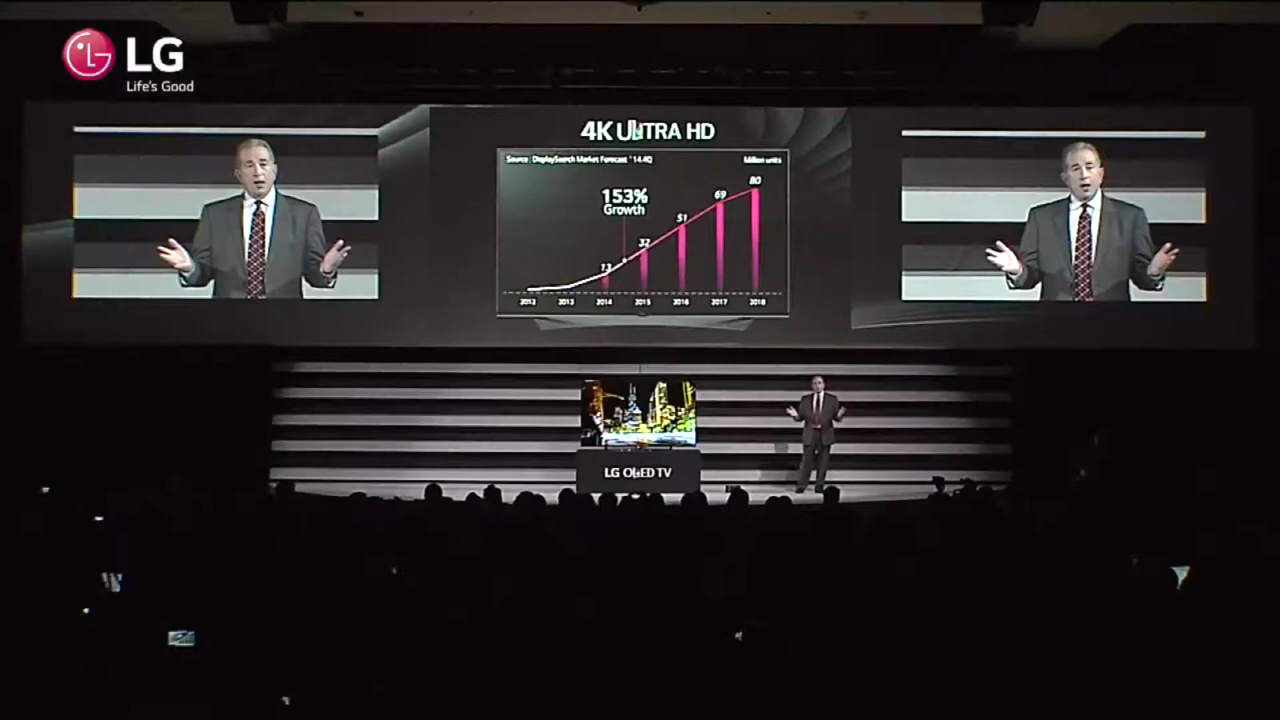 LG
Life's Good
4K ULTRA HD
Source : DisplaySearch Market Forecast '14.4Q
Million units
153%
Growth
13
32
51
69
80
2012 2013 2014 2015 2016 2017 2018
LG OLED TV